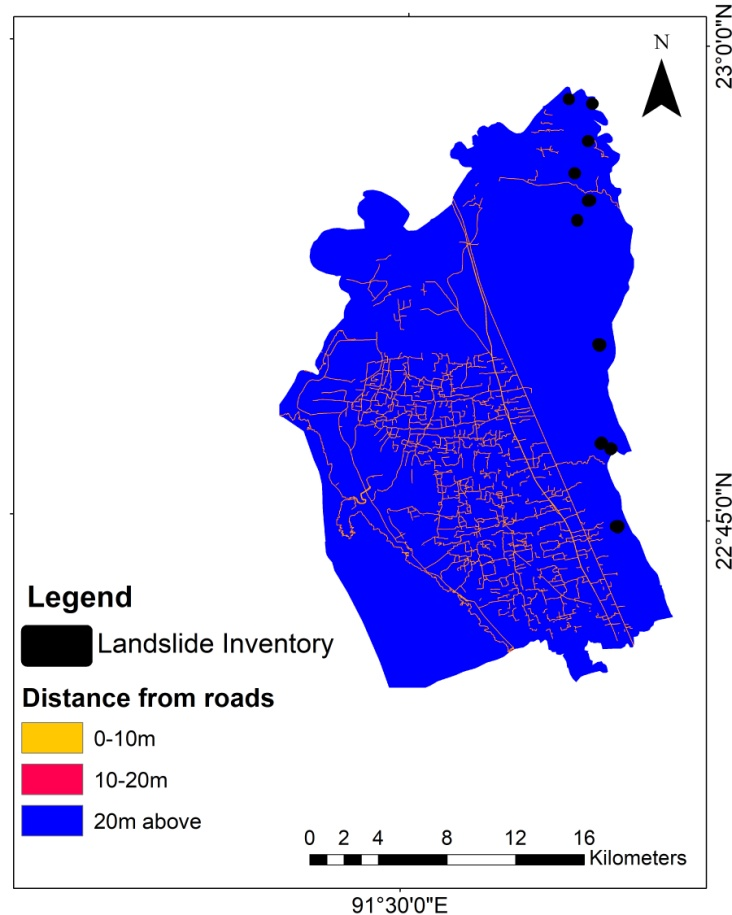 23°0'0"N
N
22°45'0"N
Legend
Landslide Inventory
Distance from roads
0-10m
10-20m
20m above
0 2 4 8 12 16
Kilometers
91°30'0"E